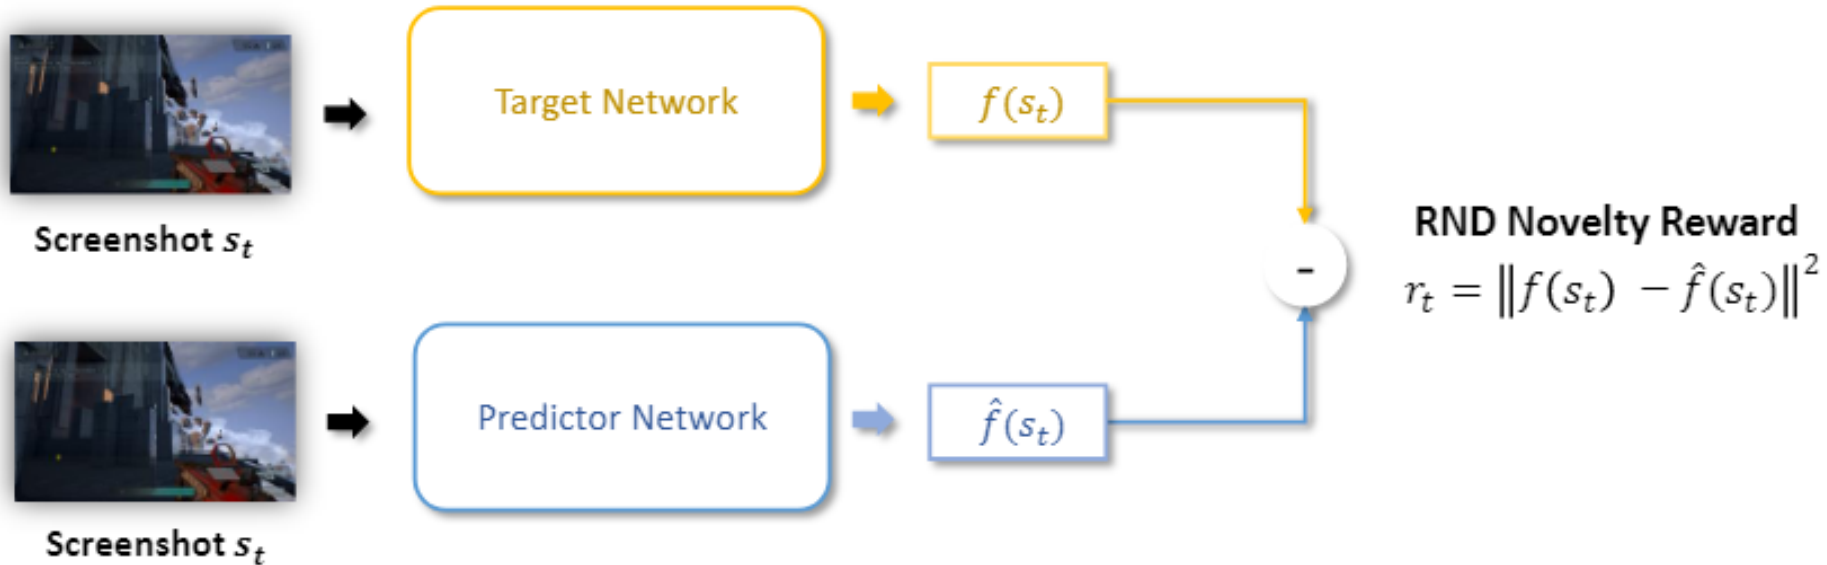 Target Network
f(s_t)
Screenshot s_t
-
RND Novelty Reward
r_t = ‖f(s_t) − f̂(s_t)‖²
Predictor Network
f̂(s_t)
Screenshot s_t